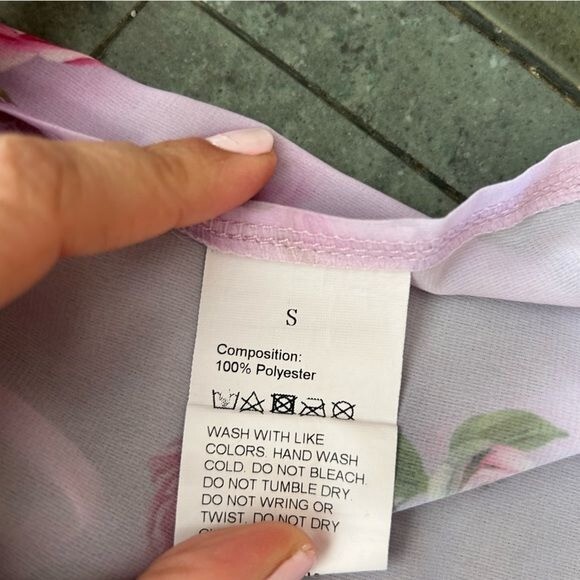 S
Composition:
100% Polyester
WASH WITH LIKE
COLORS. HAND WASH
COLD. DO NOT BLEACH.
DO NOT TUMBLE DRY.
DO NOT WRING OR
TWIST. DO NOT DRY